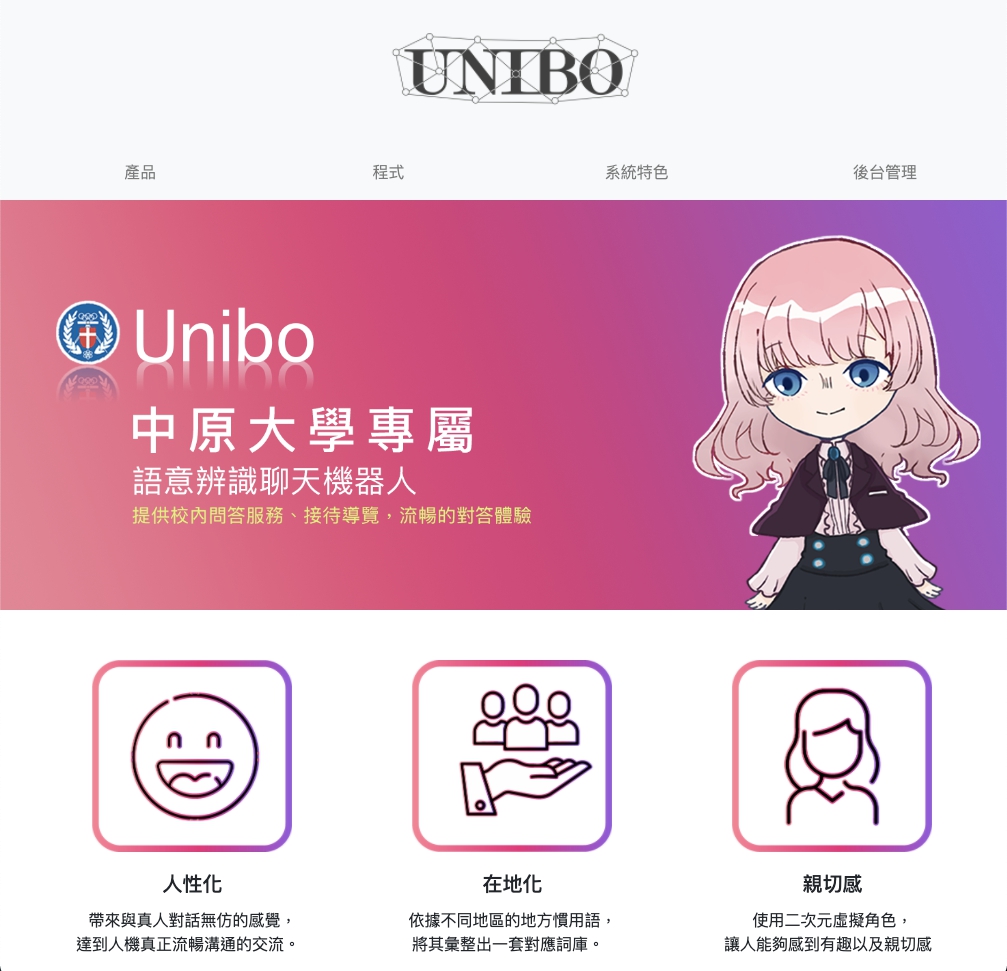 UNIBO
產品
程式
系統特色
後台管理
Unibo
中原大學專屬
語意辨識聊天機器人
提供校內問答服務、接待導覽，流暢的對答體驗
人性化
在地化
親切感
帶來與真人對話無仿的感覺，
達到人機真正流暢溝通的交流。
依據不同地區的地方慣用語，
將其彙整出一套對應詞庫。
使用二次元虛擬角色，
讓人能夠感到有趣以及親切感